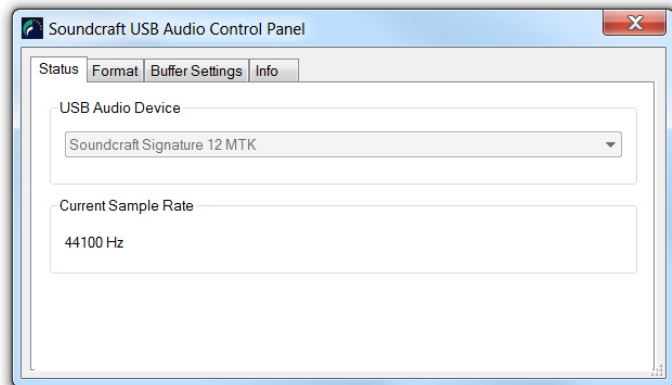 Soundcraft USB Audio Control Panel
Status Format Buffer Settings Info
USB Audio Device
Soundcraft Signature 12 MTK
Current Sample Rate
44100 Hz